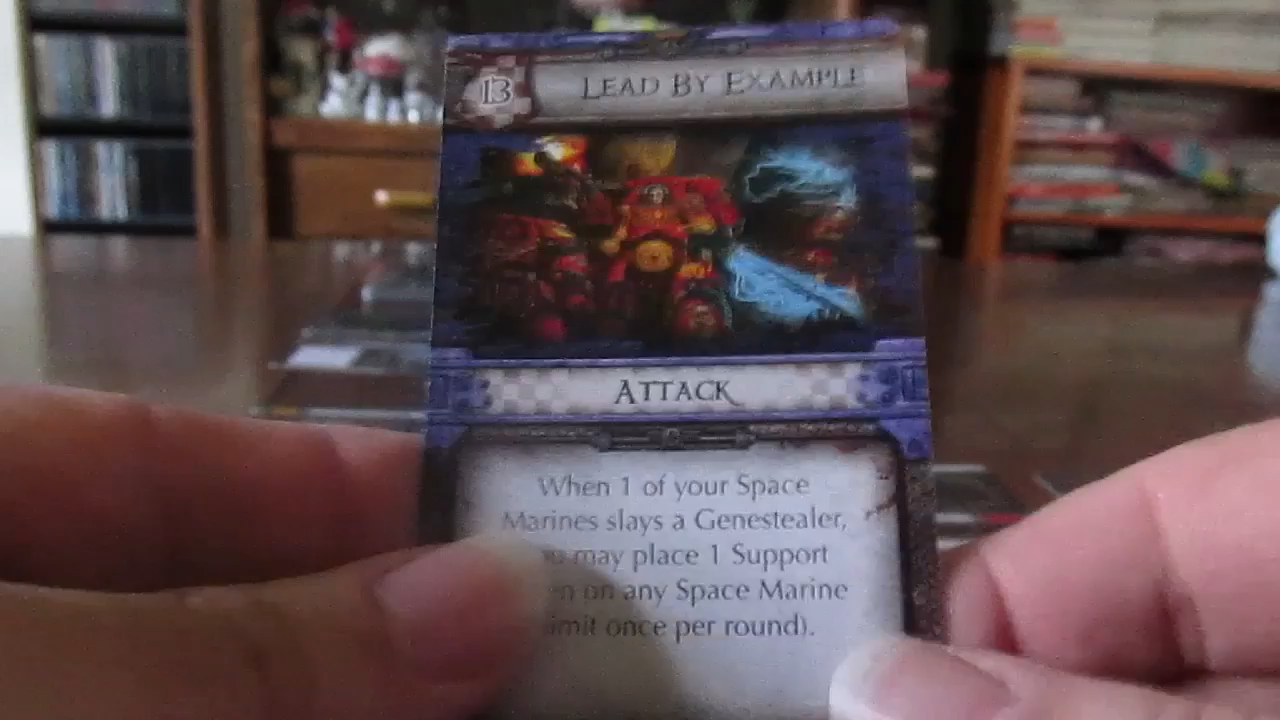 13
LEAD BY EXAMPLE
ATTACK
When 1 of your Space
Marines slays a Genestealer,
may place 1 Support
on any Space Marine
once per round).